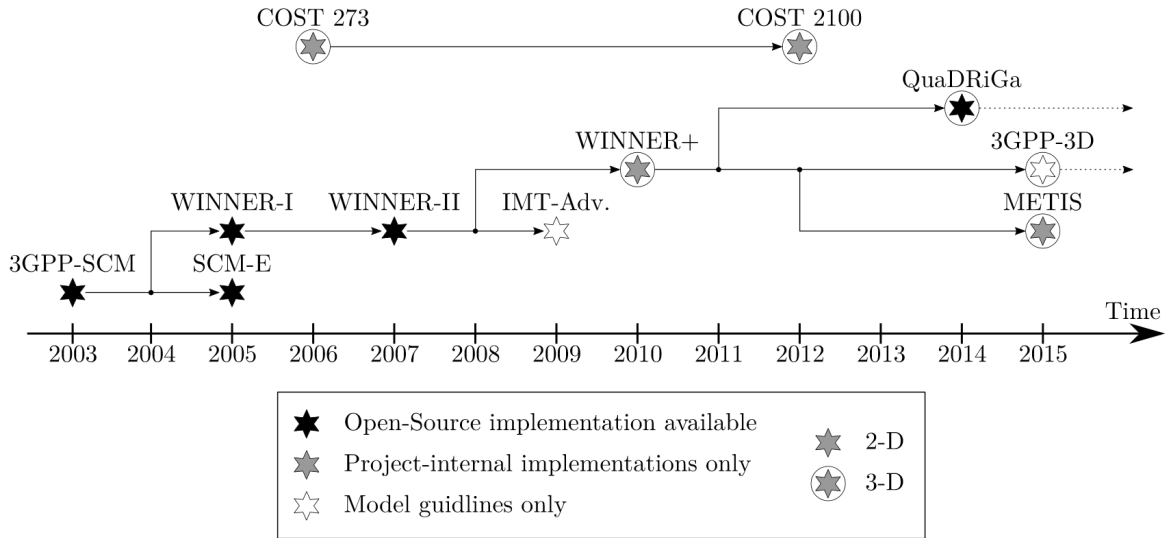 COST 273 COST 2100
QuaDRiGa
WINNER+ 3GPP-3D
WINNER-I WINNER-II IMT-Adv. METIS
3GPP-SCM SCM-E
Time
2003 2004 2005 2006 2007 2008 2009 2010 2011 2012 2013 2014 2015
Open-Source implementation available
2-D
Project-internal implementations only
3-D
Model guidlines only